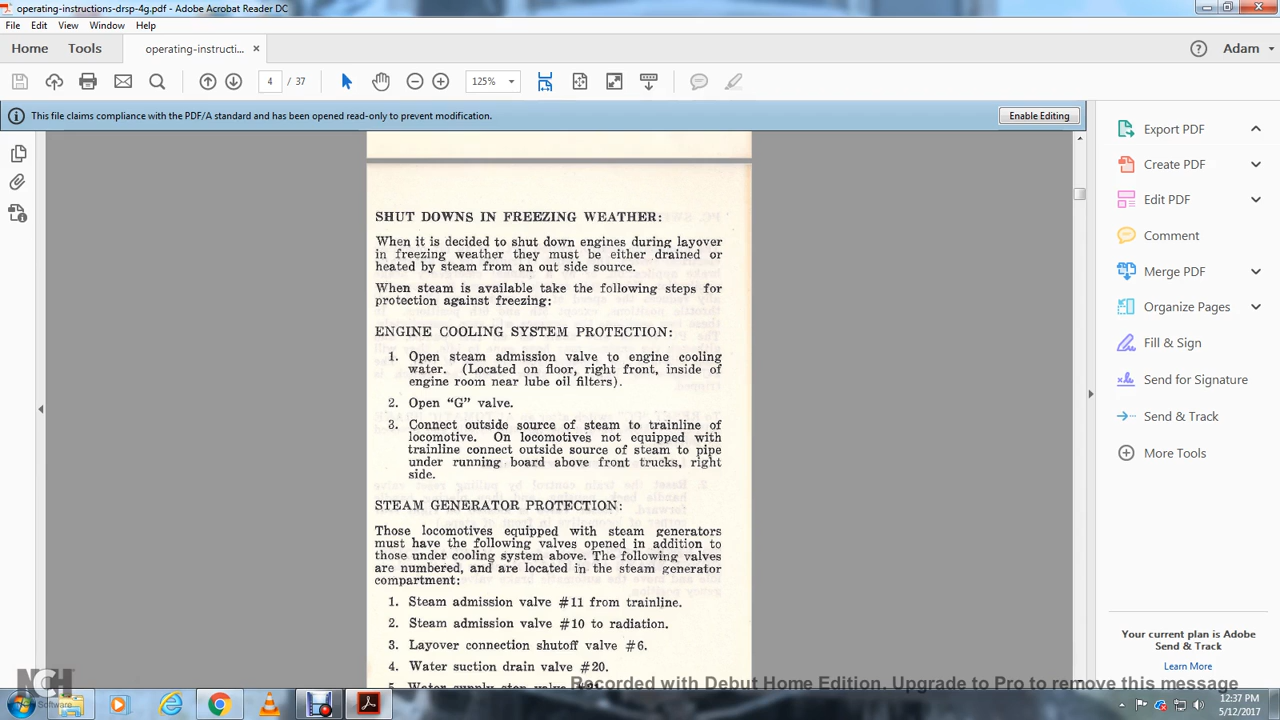 operating-instructions-drsp-4g.pdf - Adobe Acrobat Reader DC
File Edit View Window Help
Home Tools operating-instructi... × Adam
4 / 37 125%
This file claims compliance with the PDF/A standard and has been opened read-only to prevent modification. Enable Editing
SHUT DOWNS IN FREEZING WEATHER:
When it is decided to shut down engines during layover
in freezing weather they must be either drained or
heated by steam from an out side source.
When steam is available take the following steps for
protection against freezing:
ENGINE COOLING SYSTEM PROTECTION:
1. Open steam admission valve to engine cooling
water. (Located on floor, right front, inside of
engine room near lube oil filters).
2. Open "G" valve.
3. Connect outside source of steam to trainline of
locomotive. On locomotives not equipped with
trainline connect outside source of steam to pipe
under running board above front trucks, right
side.
STEAM GENERATOR PROTECTION:
Those locomotives equipped with steam generators
must have the following valves opened in addition to
those under cooling system above. The following valves
are numbered, and are located in the steam generator
compartment:
1. Steam admission valve #11 from trainline.
2. Steam admission valve #10 to radiation.
3. Layover connection shutoff valve #6.
4. Water suction drain valve #20.
5. Water supply stop valve
Export PDF
Create PDF
Edit PDF
Comment
Merge PDF
Organize Pages
Fill & Sign
Send for Signature
Send & Track
More Tools
Your current plan is Adobe
Send
Learn More
NCH
Software
Recorded with Debut Home Edition. Upgrade to Pro to remove this message
12:37 PM
5/12/2017